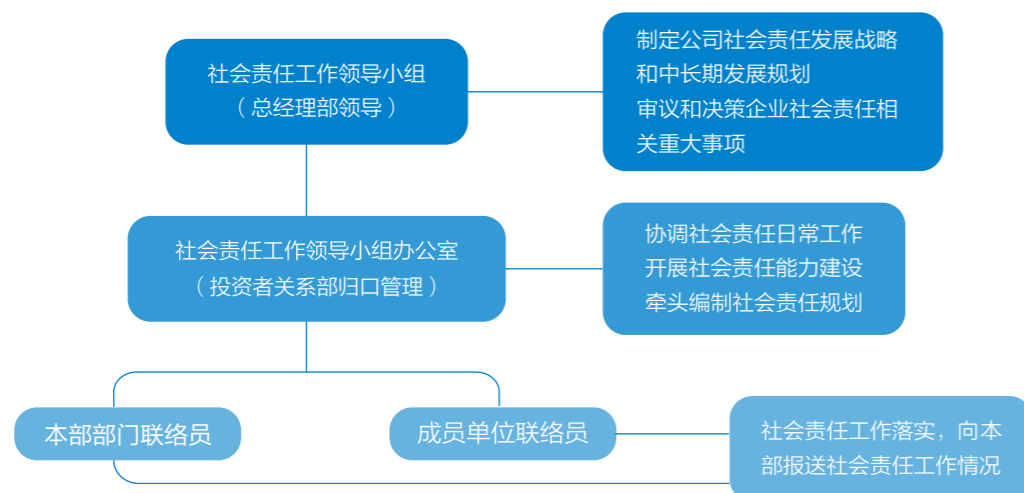 社会责任工作领导小组
（总经理部领导）
制定公司社会责任发展战略
和中长期发展规划
审议和决策企业社会责任相
关重大事项
社会责任工作领导小组办公室
（投资者关系部归口管理）
协调社会责任日常工作
开展社会责任能力建设
牵头编制社会责任规划
本部部门联络员
成员单位联络员
社会责任工作落实，向本
部报送社会责任工作情况